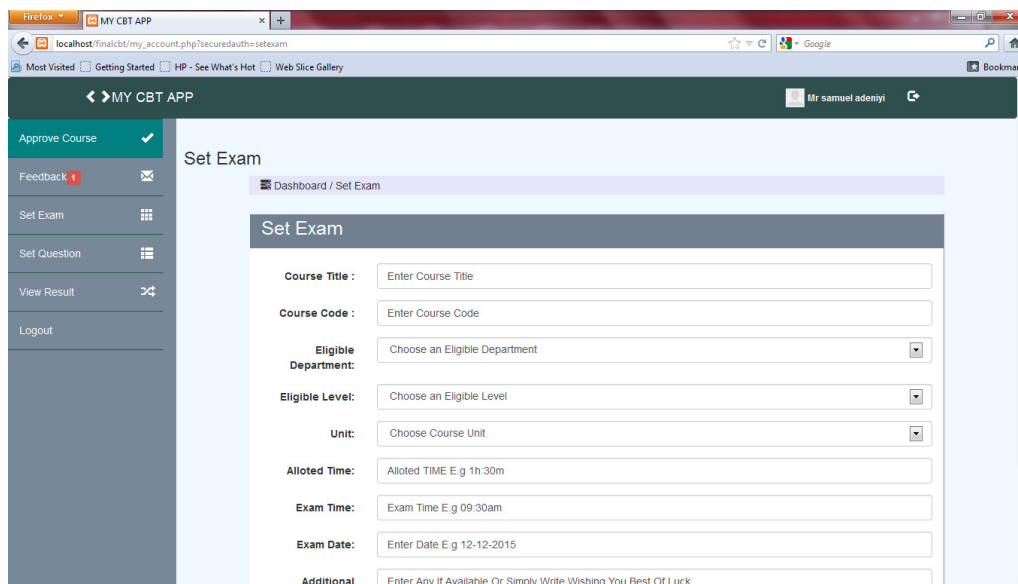 Firefox
MY CBT APP
localhost/finalcbt/my_account.php?securedauth=setexam
Google
Most Visited Getting Started HP - See What's Hot Web Slice Gallery
Bookmar
MY CBT APP
Mr samuel adeniyi
Approve Course
Feedback 1
Set Exam
Set Question
View Result
Logout
Set Exam
Dashboard / Set Exam
Set Exam
Course Title : Enter Course Title
Course Code : Enter Course Code
Eligible Department: Choose an Eligible Department
Eligible Level: Choose an Eligible Level
Unit: Choose Course Unit
Alloted Time: Alloted TIME E.g 1h:30m
Exam Time: Exam Time E.g 09:30am
Exam Date: Enter Date E.g 12-12-2015
Additional Enter Any If Available Or Simply Write Wishing You Best Of Luck